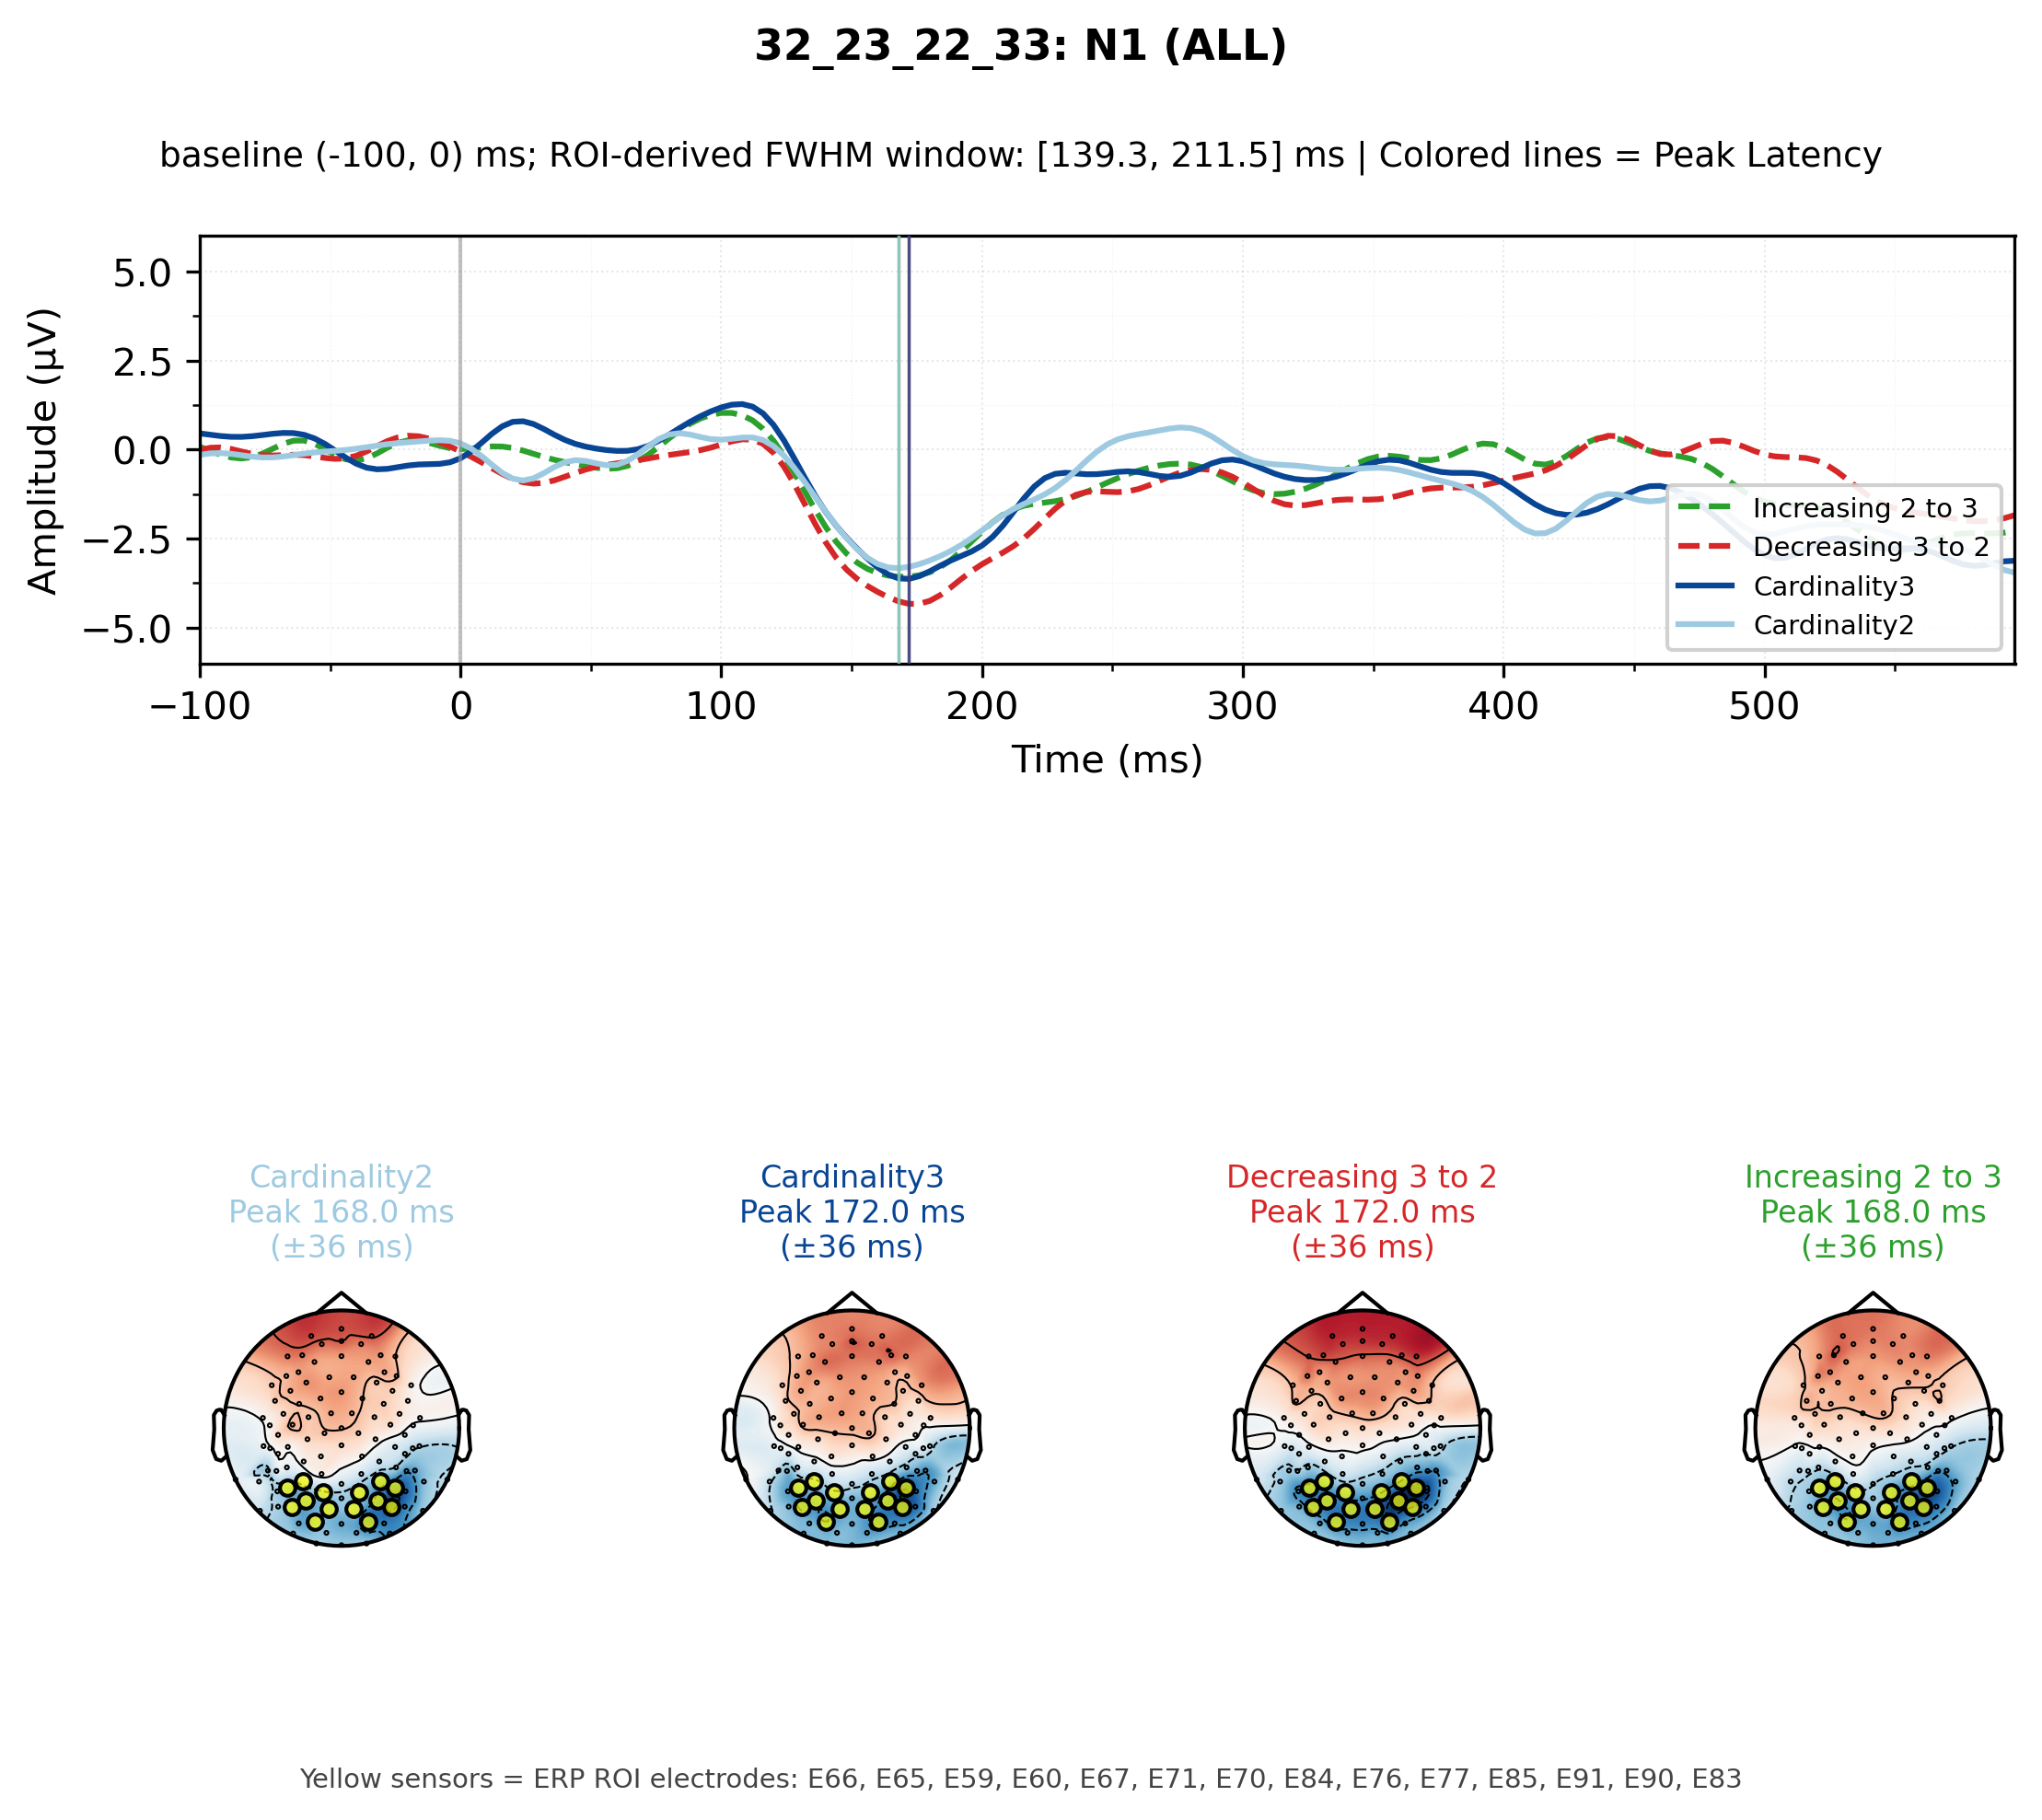 32_23_22_33: N1 (ALL)
baseline (-100, 0) ms; ROI-derived FWHM window: [139.3, 211.5] ms | Colored lines = Peak Latency
Amplitude (µV)
5.0
2.5
0.0
−2.5
−5.0
Increasing 2 to 3
Decreasing 3 to 2
Cardinality3
Cardinality2
−100 0 100 200 300 400 500
Time (ms)
Cardinality2
Peak 168.0 ms
(±36 ms)
Cardinality3
Peak 172.0 ms
(±36 ms)
Decreasing 3 to 2
Peak 172.0 ms
(±36 ms)
Increasing 2 to 3
Peak 168.0 ms
(±36 ms)
Yellow sensors = ERP ROI electrodes: E66, E65, E59, E60, E67, E71, E70, E84, E76, E77, E85, E91, E90, E83